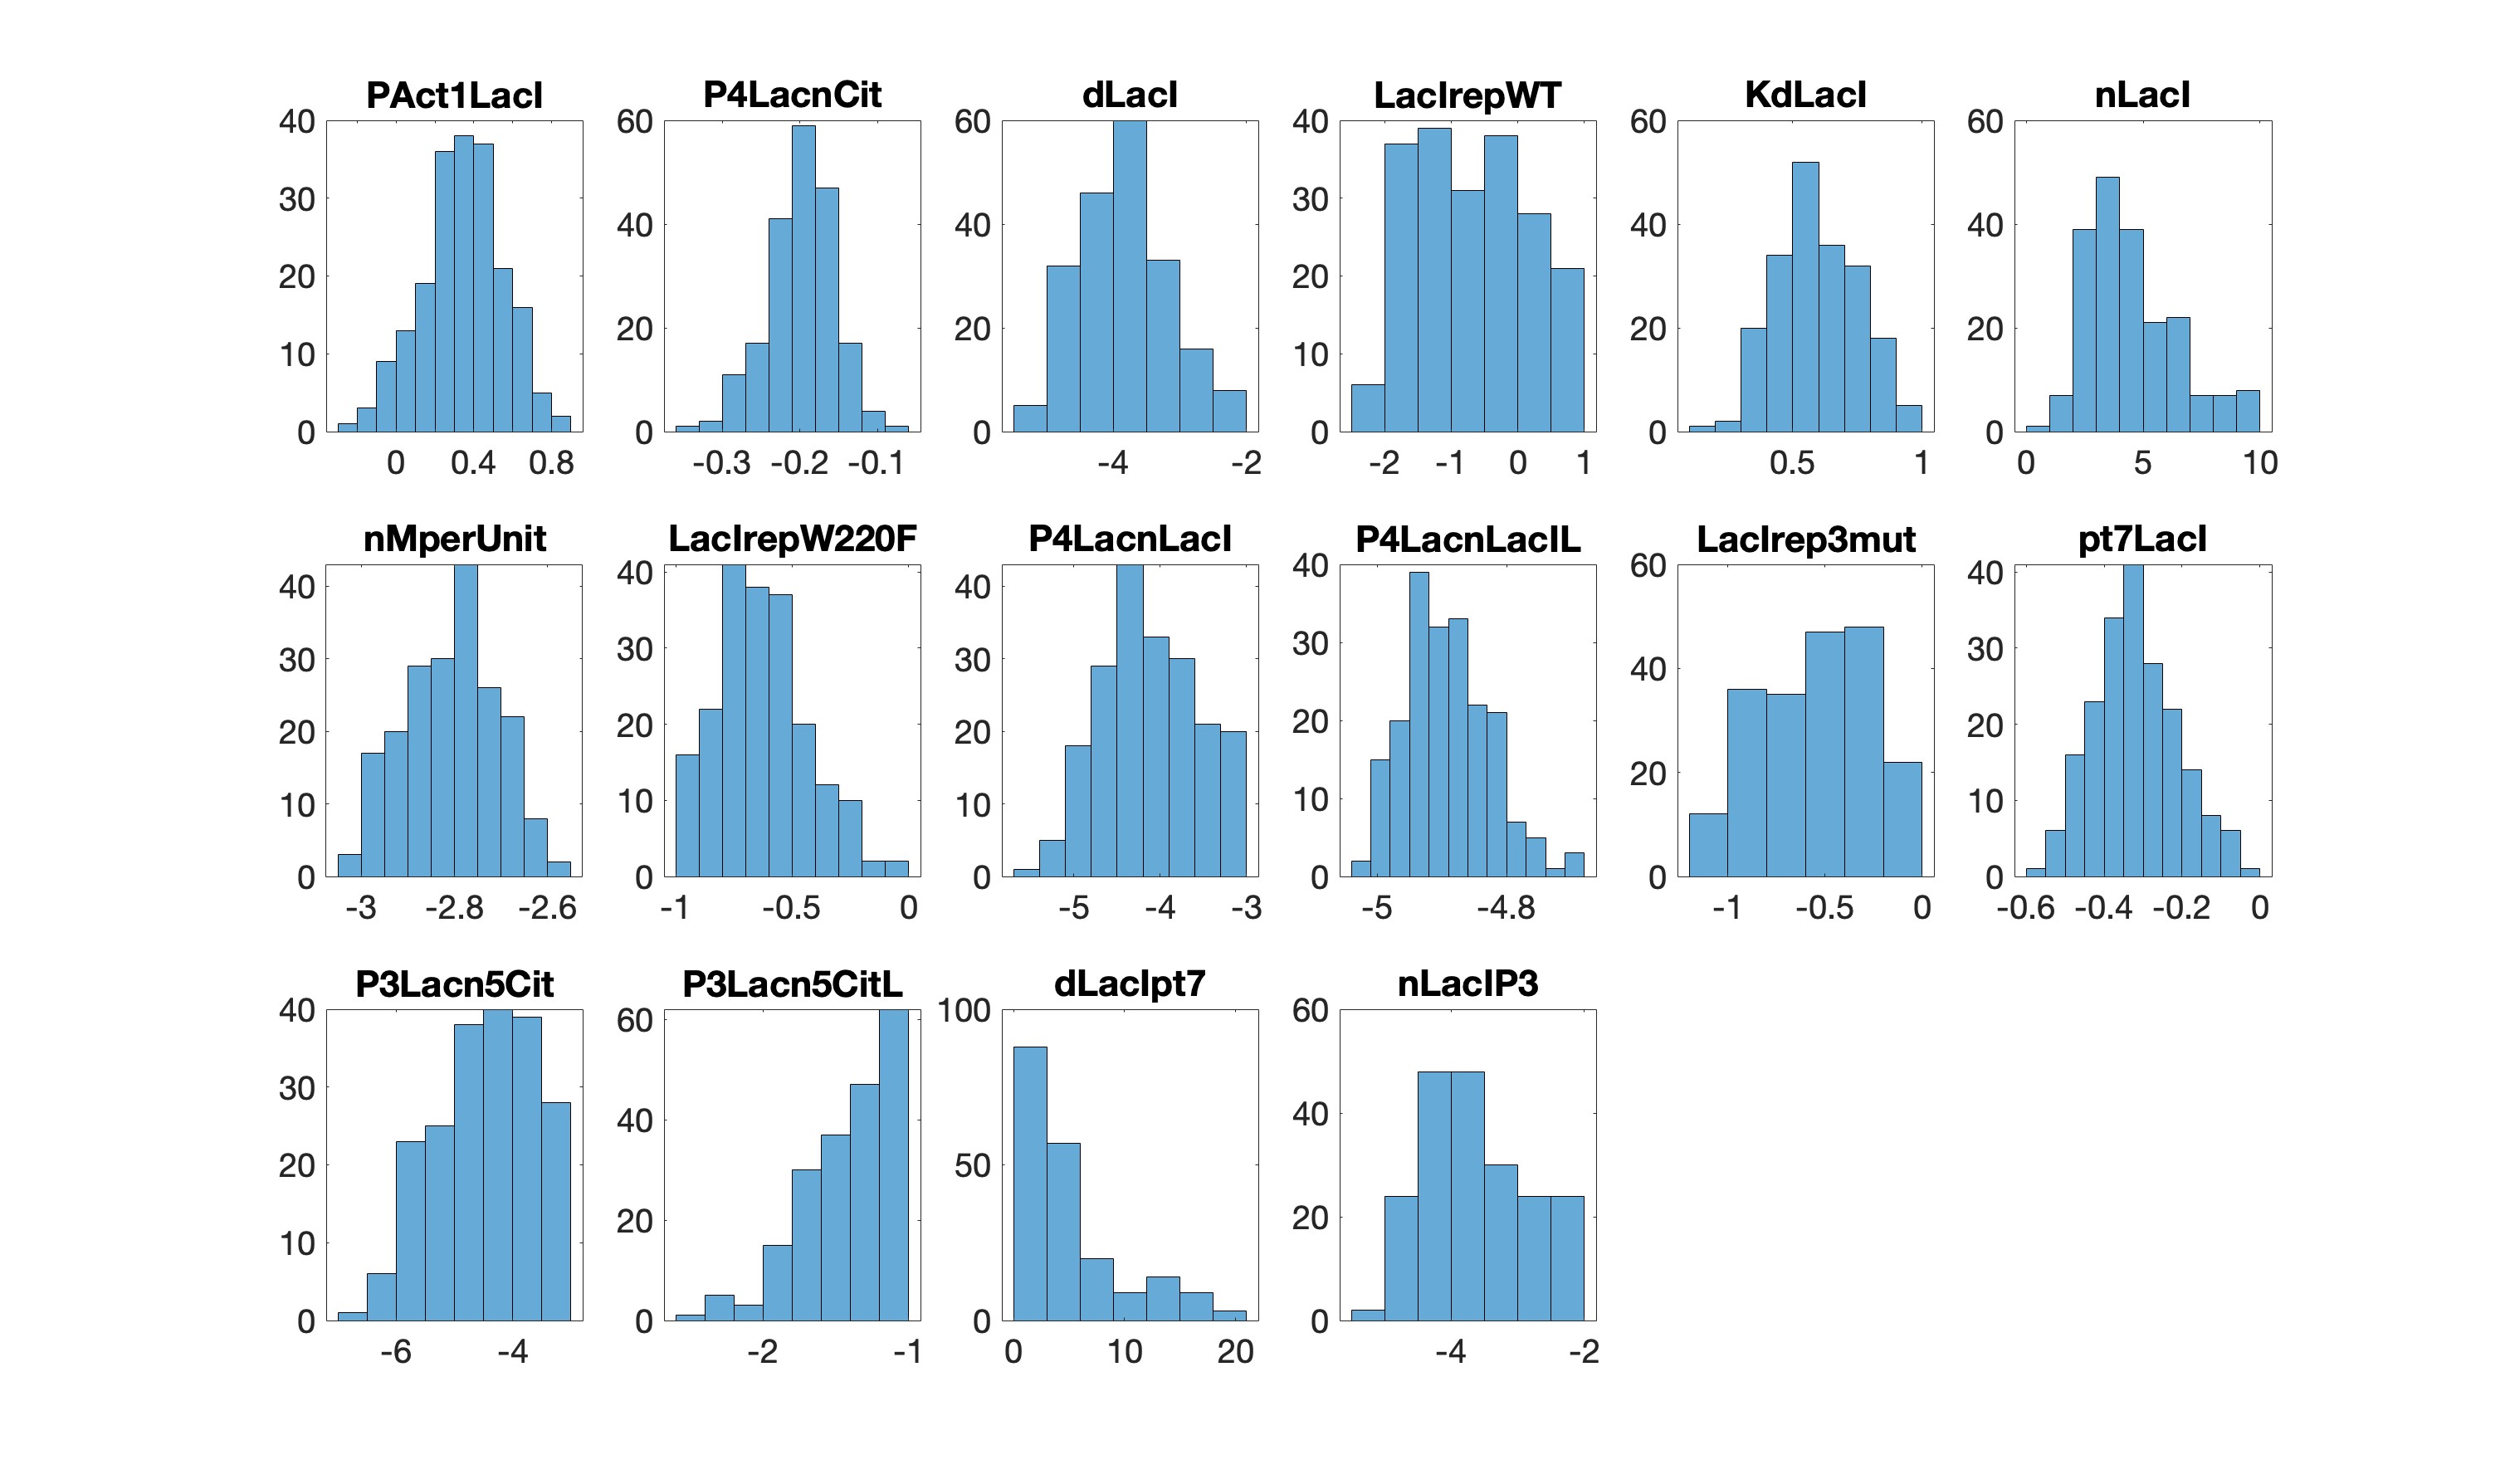 PAct1LacI P4LacnCit dLacI LacIrepWT KdLacI nLacI
40 60 60 40 60 60
30 40 40 30 40 40
20 20 20 20 20 20
10 10
0 0 0 0 0 0
0 0.4 0.8 -0.3 -0.2 -0.1 -4 -2 -2 -1 0 1 0.5 1 0 5 10
nMperUnit LacIrepW220F P4LacnLacI P4LacnLacIL LacIrep3mut pt7LacI
40 40 40 40 60 40
30 30 30 30 40 30
20 20 20 20 20 20
10 10 10 10 10
0 0 0 0 0 0
-3 -2.8 -2.6 -1 -0.5 0 -5 -4 -3 -5 -4.8 -1 -0.5 0 -0.6 -0.4 -0.2 0
P3Lacn5Cit P3Lacn5CitL dLacIpt7 nLacIP3
40 60 100 60
30 40 50 40
20 20 20
10
0 0 0 0
-6 -4 -2 -1 0 10 20 -4 -2